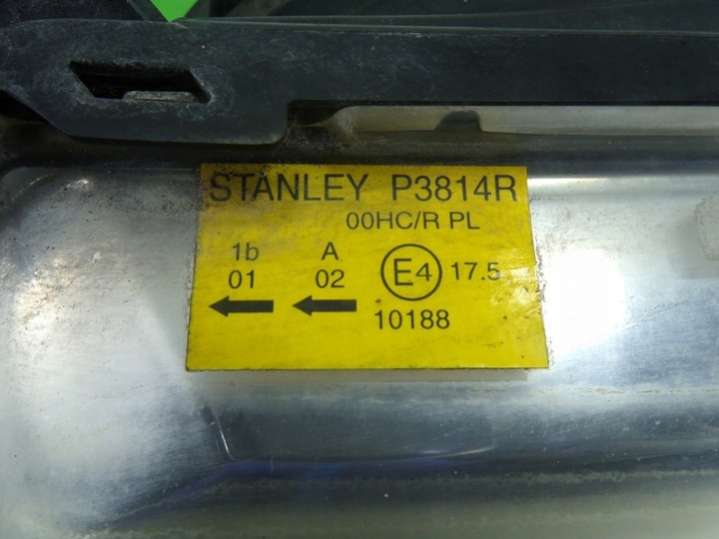 STANLEY P3814R
00HC/R PL
1b A
01 02 E4 17.5
10188